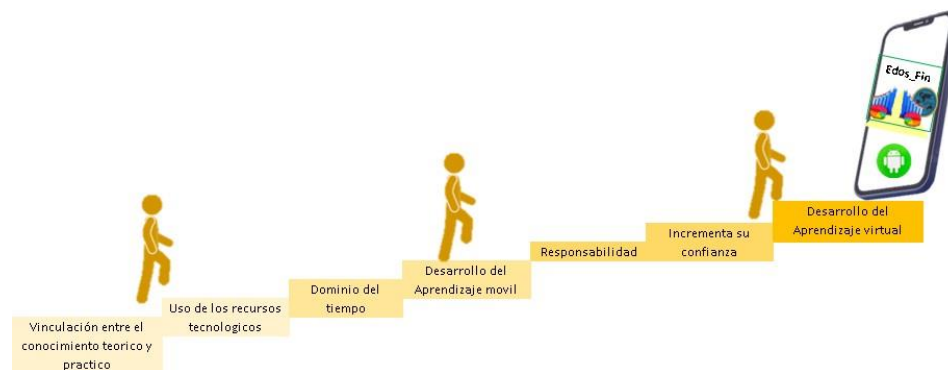 Vinculación entre el
conocimiento teorico y
practico
Uso de los recursos
tecnologicos
Dominio del
tiempo
Desarrollo del
Aprendizaje movil
Responsabilidad
Incrementa su
confianza
Desarrollo del
Aprendizaje virtual
Edos_Fin